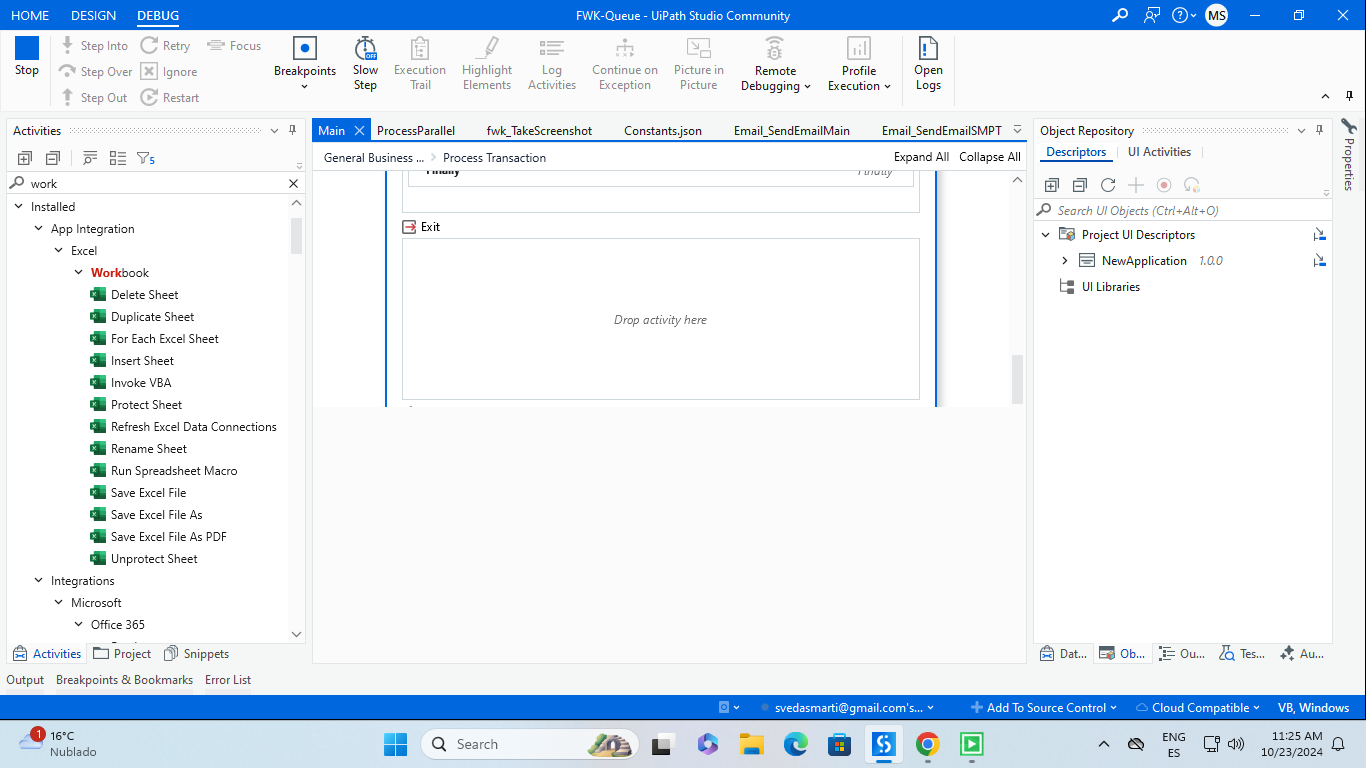 HOME DESIGN DEBUG FWK-Queue - UiPath Studio Community MS
Stop
Step Into Retry Focus
Step Over Ignore
Step Out Restart
Breakpoints
Slow Step
Execution Trail
Highlight Elements
Log Activities
Continue on Exception
Picture in Picture
Remote Debugging
Profile Execution
Open Logs
Activities
5
work
Installed
App Integration
Excel
Workbook
Delete Sheet
Duplicate Sheet
For Each Excel Sheet
Insert Sheet
Invoke VBA
Protect Sheet
Refresh Excel Data Connections
Rename Sheet
Run Spreadsheet Macro
Save Excel File
Save Excel File As
Save Excel File As PDF
Unprotect Sheet
Integrations
Microsoft
Office 365
Activities Project Snippets
Main ProcessParallel fwk_TakeScreenshot Constants.json Email_SendEmailMain Email_SendEmailSMPT
General Business ... Process Transaction Expand All Collapse All
Finally Finally
Exit
Drop activity here
Object Repository
Descriptors UI Activities
Search UI Objects (Ctrl+Alt+O)
Project UI Descriptors
NewApplication 1.0.0
UI Libraries
Dat... Ob... Ou... Tes... Au...
Properties
Output Breakpoints & Bookmarks Error List
svedasmarti@gmail.com's... Add To Source Control Cloud Compatible VB, Windows
1
16°C
Nublado
Search
ENG
ES
11:25 AM
10/23/2024